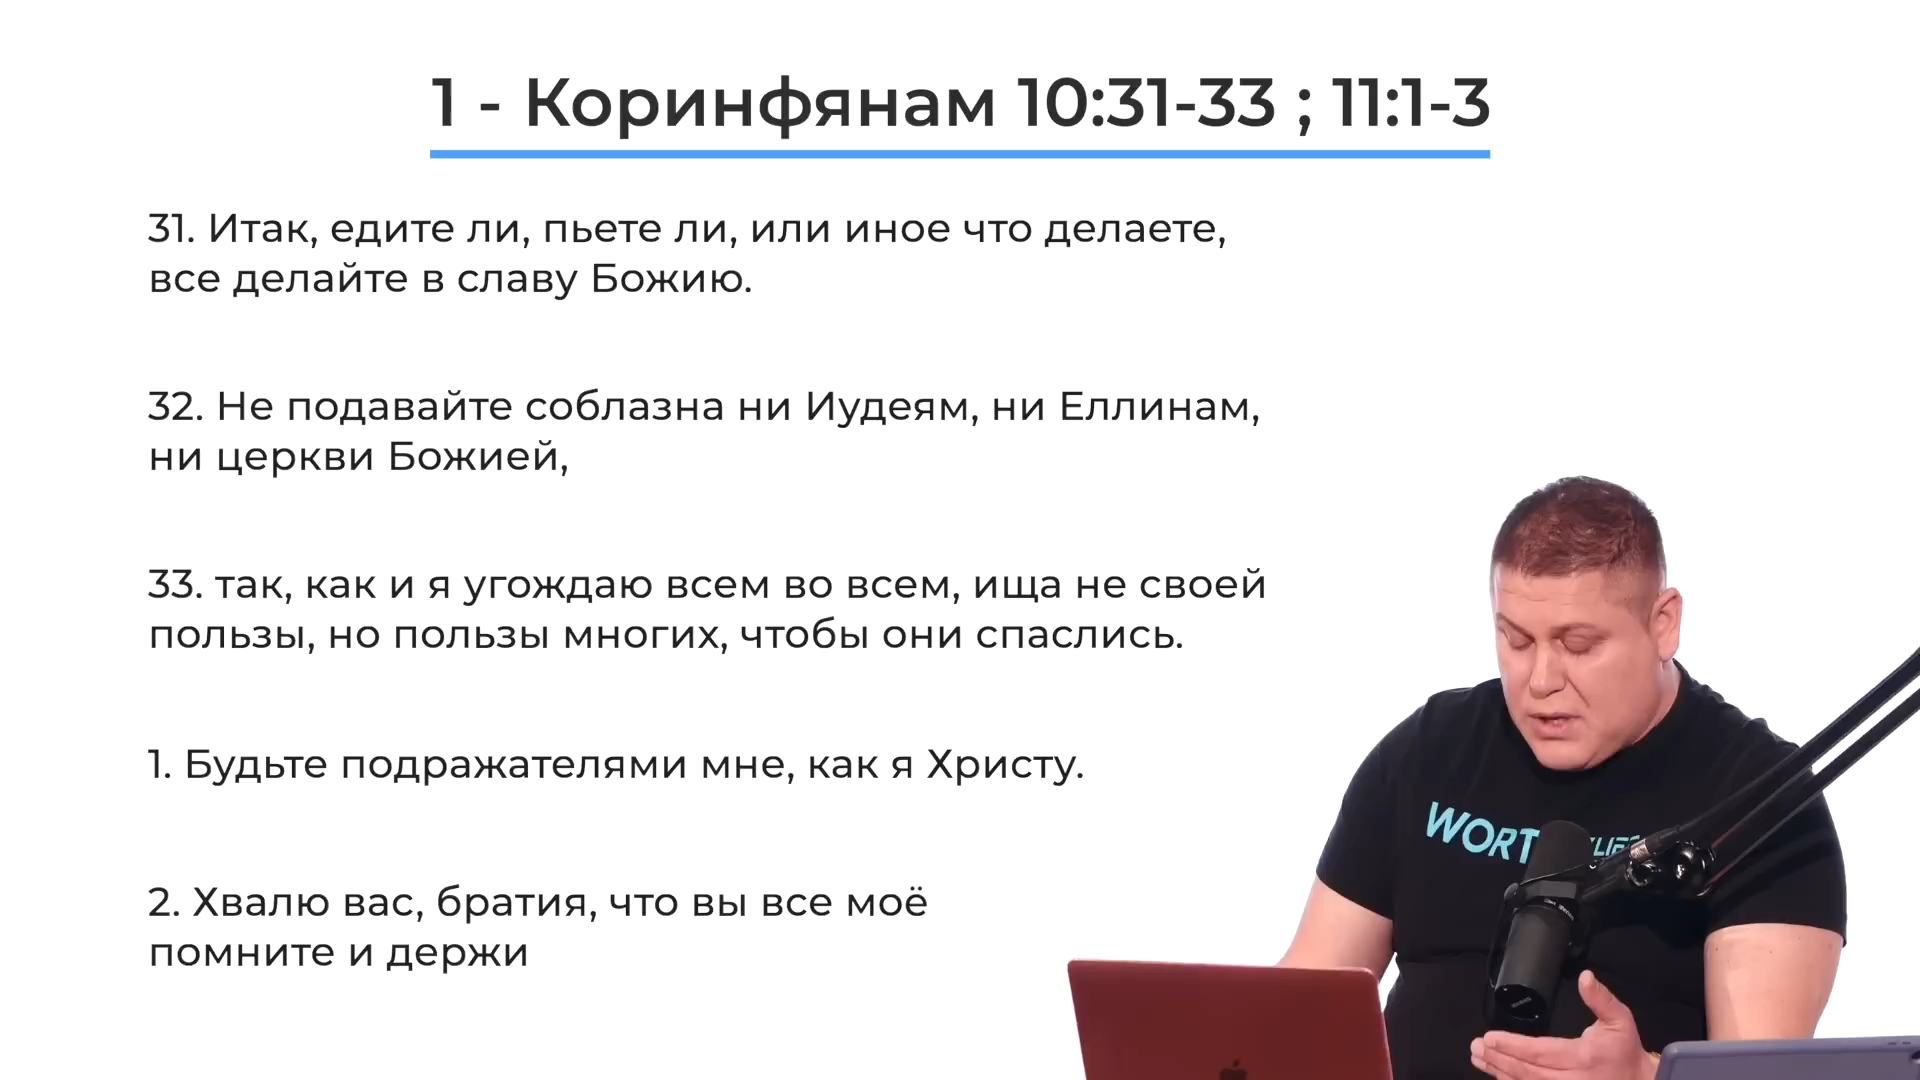 1 - Коринфянам 10:31-33 ; 11:1-3
31. Итак, едите ли, пьете ли, или иное что делаете,
все делайте в славу Божию.
32. Не подавайте соблазна ни Иудеям, ни Еллинам,
ни церкви Божией,
33. так, как и я угождаю всем во всем, ища не своей
пользы, но пользы многих, чтобы они спаслись.
1. Будьте подражателями мне, как я Христу.
2. Хвалю вас, братия, что вы все моё
помните и держи
WORT